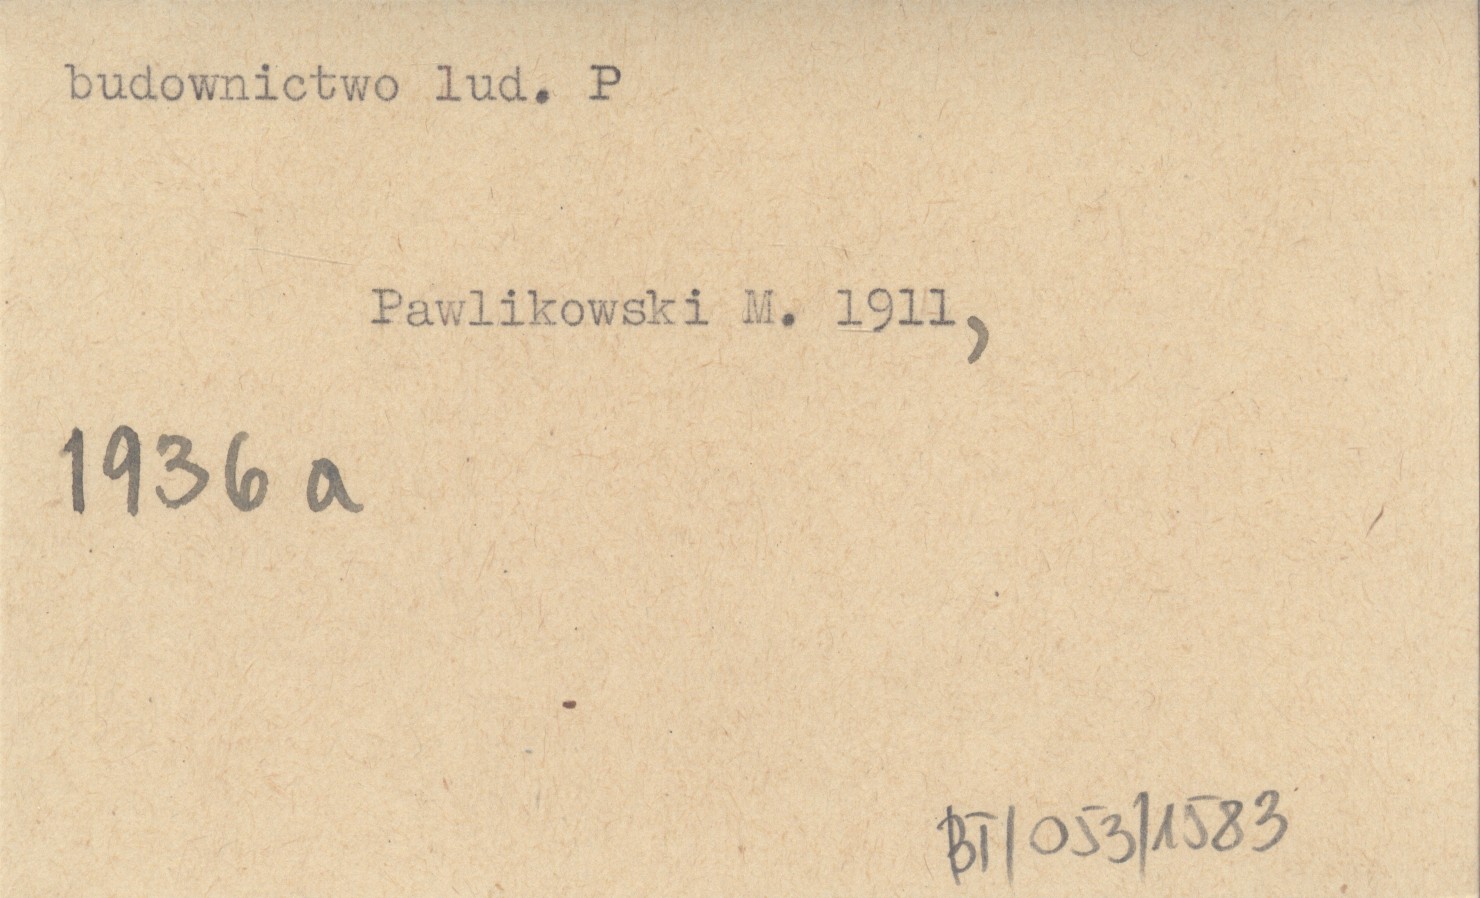 budownictwo lud. P
Pawlikowski M. 1911,
1936 a
BT/053/1583